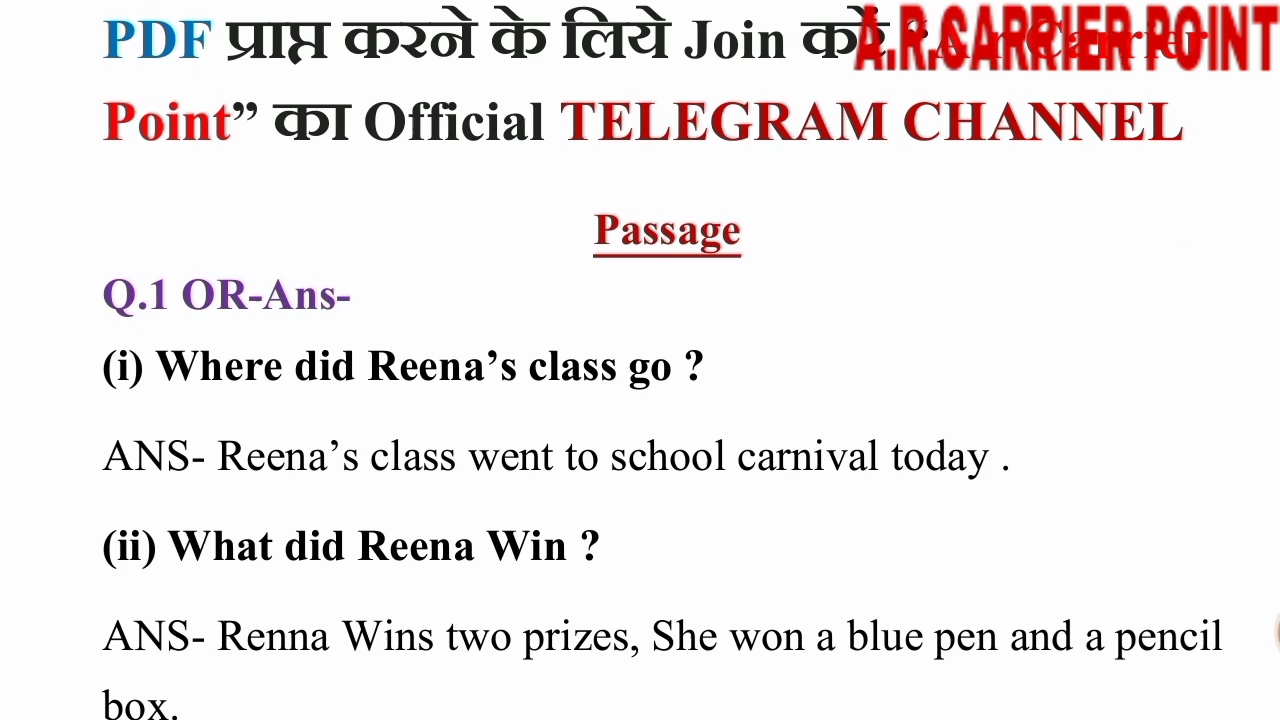 PDF प्राप्त करने के लिये Join करें “A.r Carrier
A.R.CARRIER POINT
Point” का Official TELEGRAM CHANNEL
Passage
Q.1 OR-Ans-
(i) Where did Reena’s class go ?
ANS- Reena’s class went to school carnival today .
(ii) What did Reena Win ?
ANS- Renna Wins two prizes, She won a blue pen and a pencil
box.